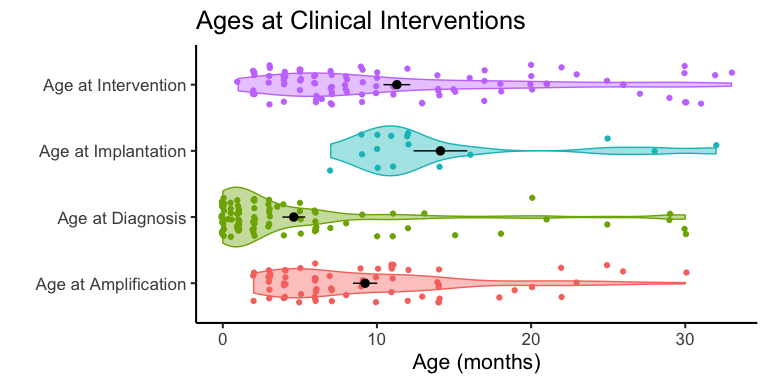 Ages at Clinical Interventions
Age at Intervention
Age at Implantation
Age at Diagnosis
Age at Amplification
0 10 20 30
Age (months)